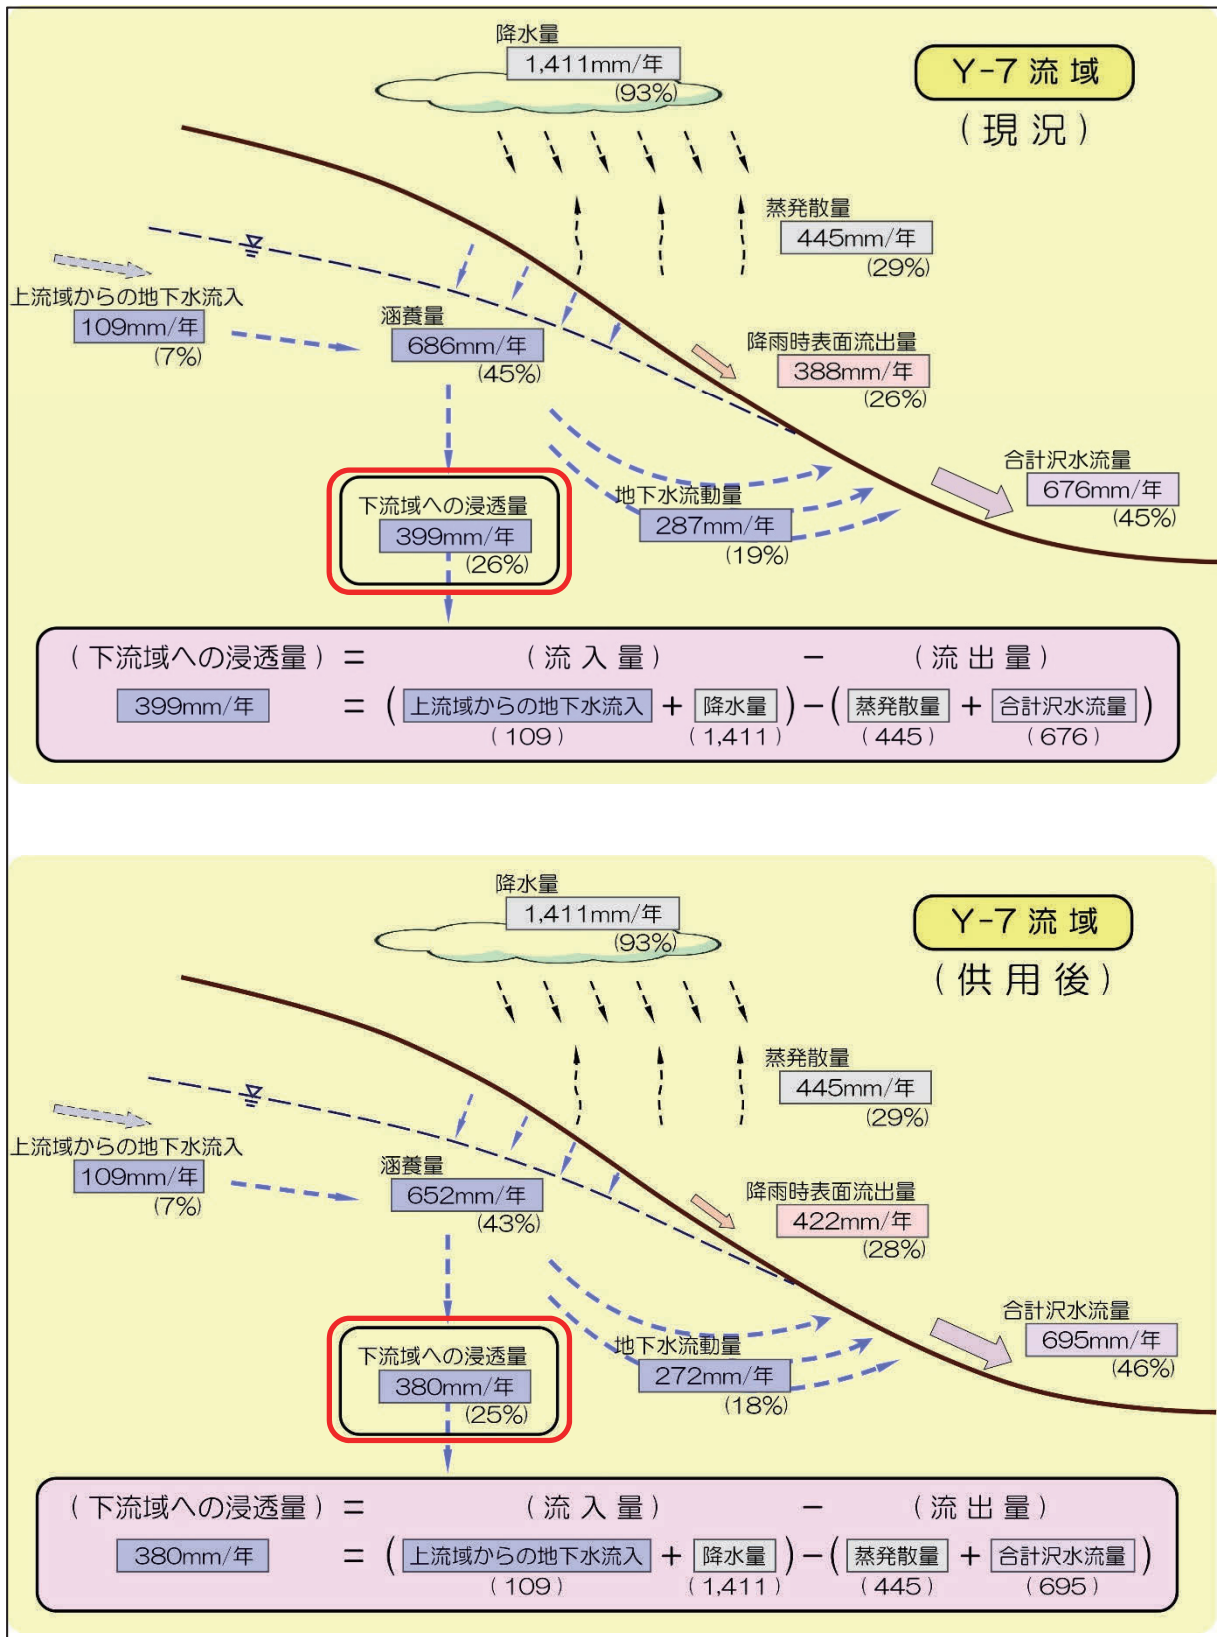 降水量
1,411mm/年
(93%)
Y-7 流域
(現況)
蒸発散量
445mm/年
(29%)
上流域からの地下水流入
109mm/年
(7%)
涵養量
686mm/年
(45%)
降雨時表面流出量
388mm/年
(26%)
合計沢水流量
676mm/年
(45%)
下流域への浸透量
399mm/年
(26%)
地下水流動量
287mm/年
(19%)
(下流域への浸透量) = (流入量) − (流出量)
399mm/年 = (上流域からの地下水流入 + 降水量) − (蒸発散量 + 合計沢水流量)
(109) (1,411) (445) (676)
降水量
1,411mm/年
(93%)
Y-7 流域
(供用後)
蒸発散量
445mm/年
(29%)
上流域からの地下水流入
109mm/年
(7%)
涵養量
652mm/年
(43%)
降雨時表面流出量
422mm/年
(28%)
合計沢水流量
695mm/年
(46%)
下流域への浸透量
380mm/年
(25%)
地下水流動量
272mm/年
(18%)
(下流域への浸透量) = (流入量) − (流出量)
380mm/年 = (上流域からの地下水流入 + 降水量) − (蒸発散量 + 合計沢水流量)
(109) (1,411) (445) (695)